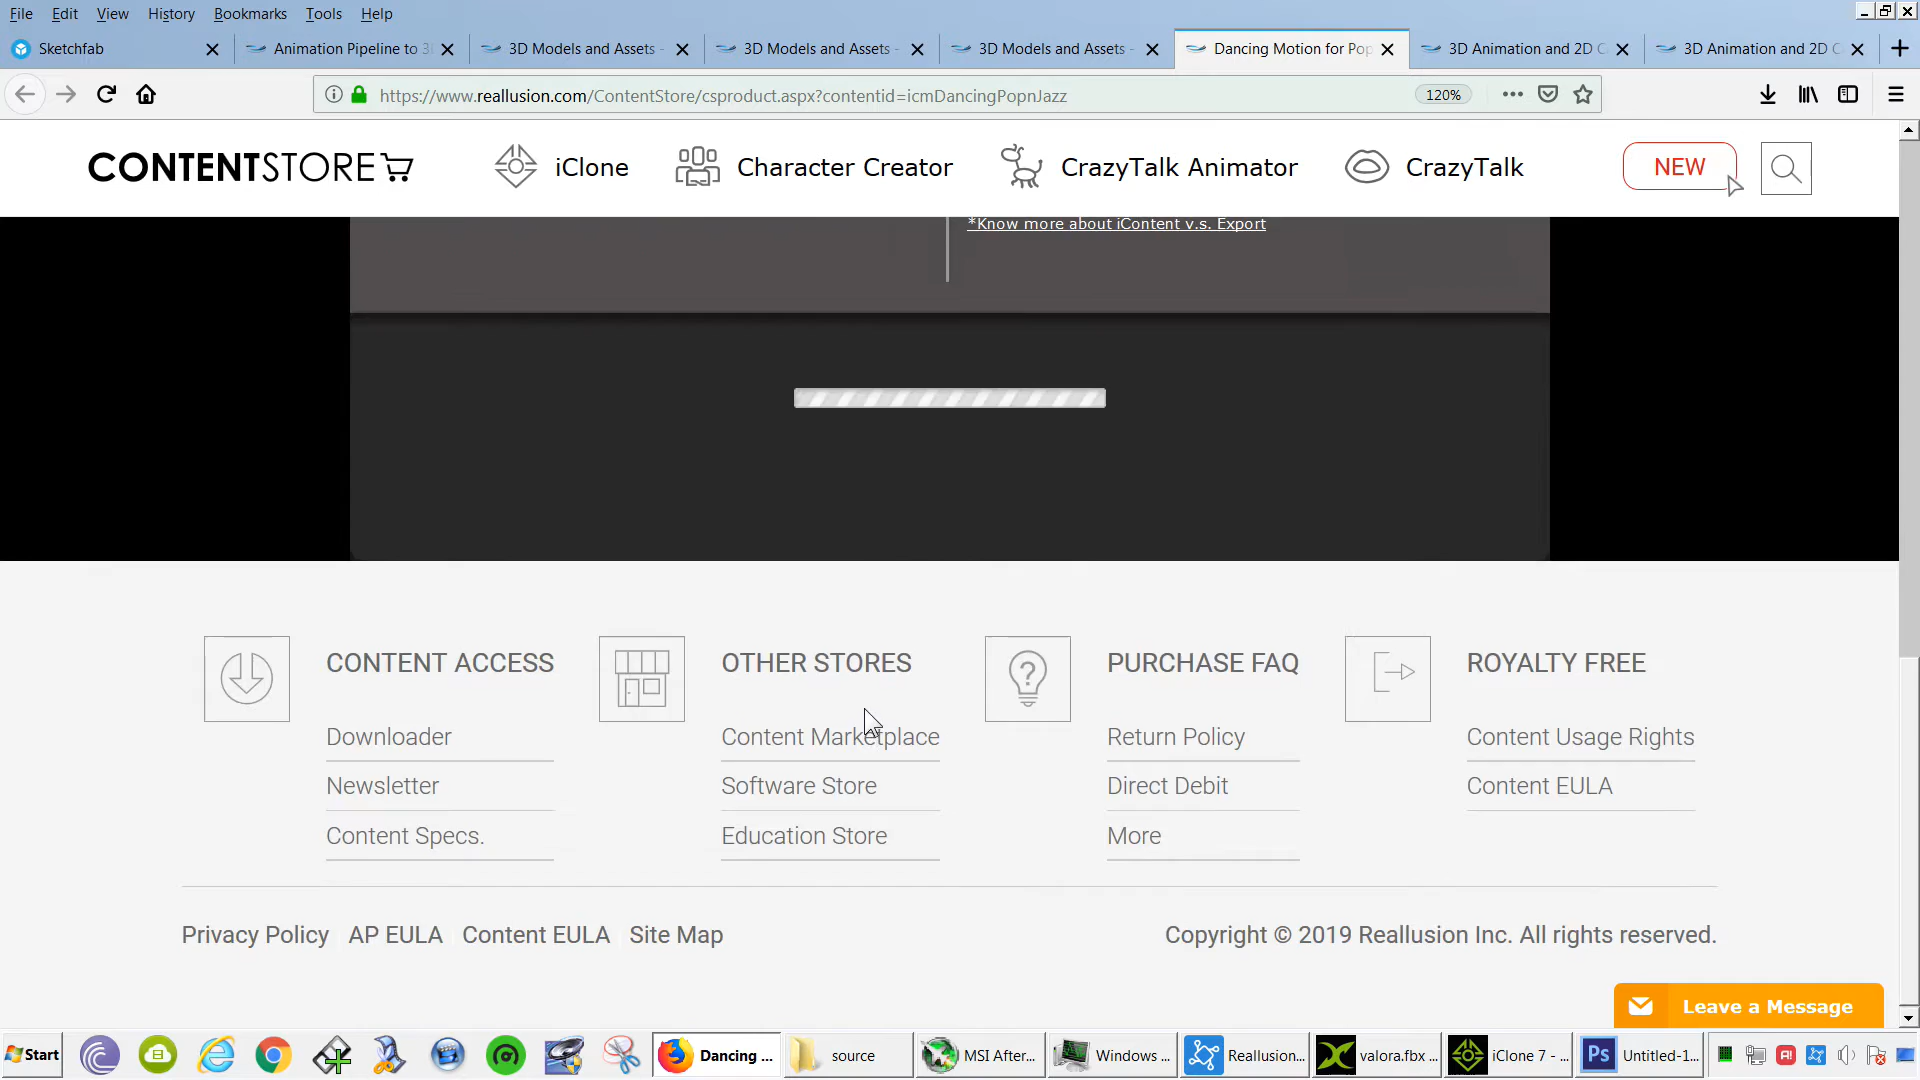 File Edit View History Bookmarks Tools Help
Sketchfab
Animation Pipeline to 3
3D Models and Assets -
3D Models and Assets -
3D Models and Assets -
Dancing Motion for Pop
3D Animation and 2D C
3D Animation and 2D C
https://www.reallusion.com/ContentStore/csproduct.aspx?contentid=icmDancingPopnJazz
120%
CONTENTSTORE
iClone
Character Creator
CrazyTalk Animator
CrazyTalk
NEW
*Know more about iContent v.s. Export
CONTENT ACCESS
Downloader
Newsletter
Content Specs.
OTHER STORES
Content Marketplace
Software Store
Education Store
PURCHASE FAQ
Return Policy
Direct Debit
More
ROYALTY FREE
Content Usage Rights
Content EULA
Privacy Policy AP EULA Content EULA Site Map
Copyright © 2019 Reallusion Inc. All rights reserved.
Leave a Message
Start
Dancing ...
source
MSI After...
Windows ...
Reallusion...
valora.fbx ...
iClone 7 - ...
Ps
Untitled-1...